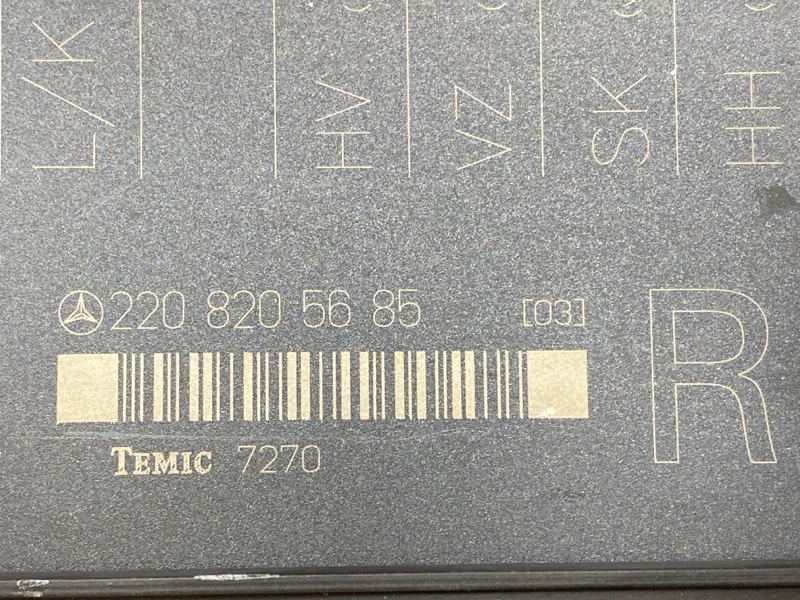 L/K
HV
VZ
SK
HH
220 820 56 85 [03]
R
TEMIC 7270